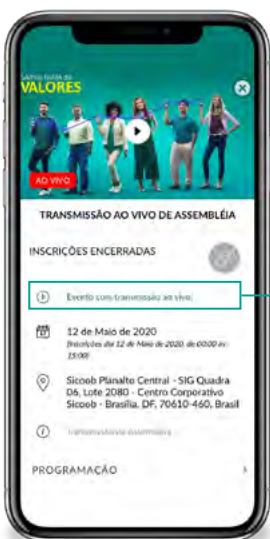 VALORES
AO VIVO
TRANSMISSÃO AO VIVO DE ASSEMBLÉIA
INSCRIÇÕES ENCERRADAS
Evento com transmissão ao vivo.
12 de Maio de 2020
(Inscrições até 12 de Maio de 2020, de 00:00 às
15:00)
Sicoob Planalto Central - SIG Quadra
06, Lote 2080 - Centro Corporativo
Sicoob - Brasília, DF, 70610-460, Brasil
PROGRAMAÇÃO